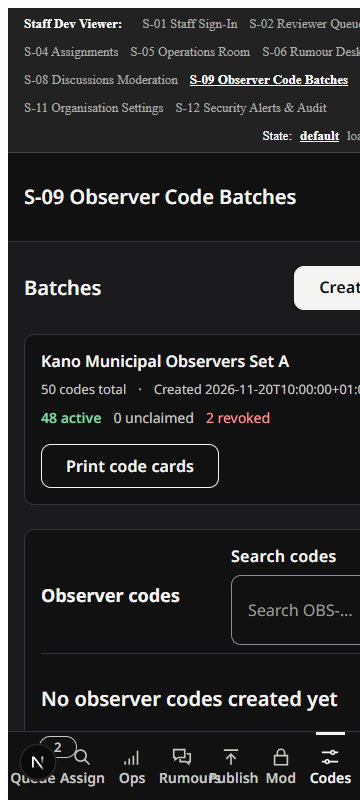 Staff Dev Viewer: S-01 Staff Sign-In S-02 Reviewer Queue
S-04 Assignments S-05 Operations Room S-06 Rumour Desk
S-08 Discussions Moderation S-09 Observer Code Batches
S-11 Organisation Settings S-12 Security Alerts & Audit
State: default loa
S-09 Observer Code Batches
Batches
Creat
Kano Municipal Observers Set A
50 codes total · Created 2026-11-20T10:00:00+01:0
48 active 0 unclaimed 2 revoked
Print code cards
Search codes
Observer codes
Search OBS-...
No observer codes created yet
2
N
Queue Assign Ops Rumours Publish Mod Codes